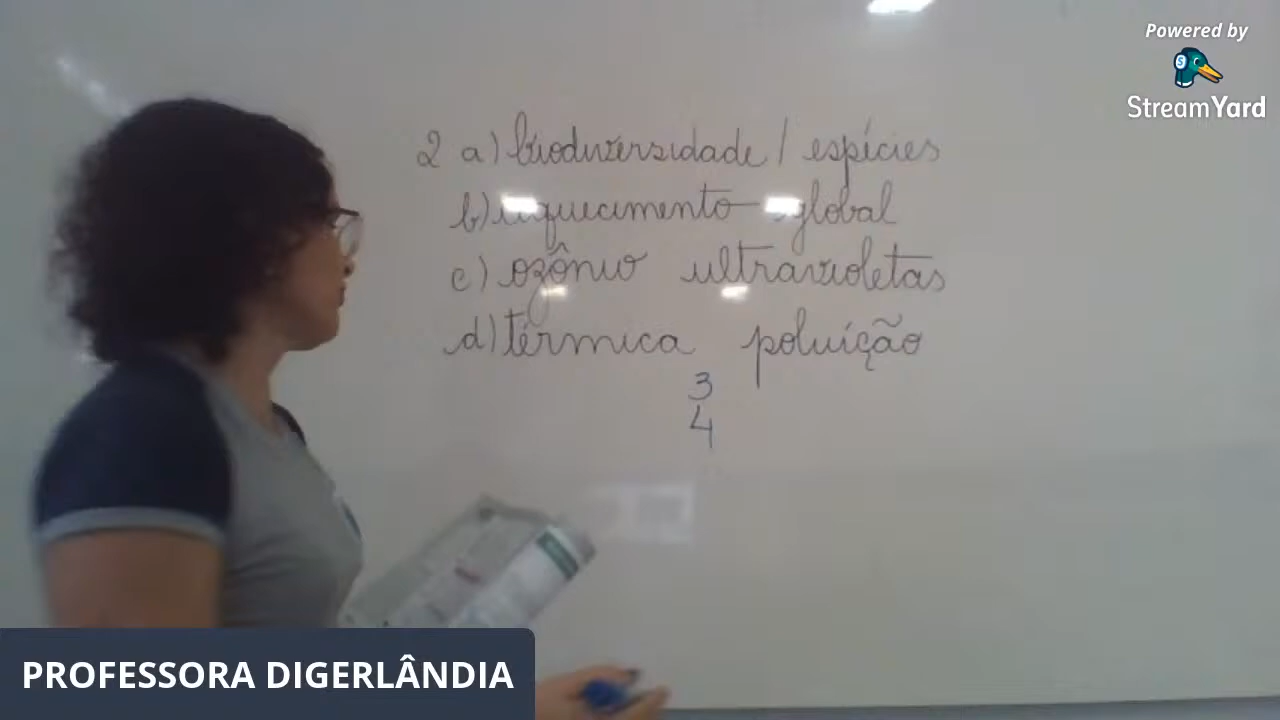 Powered by
StreamYard
2 a) biodiversidade / espécies
b) aquecimento global
c) ozônio ultravioletas
d) térmica poluição
3
4
PROFESSORA DIGERLÂNDIA